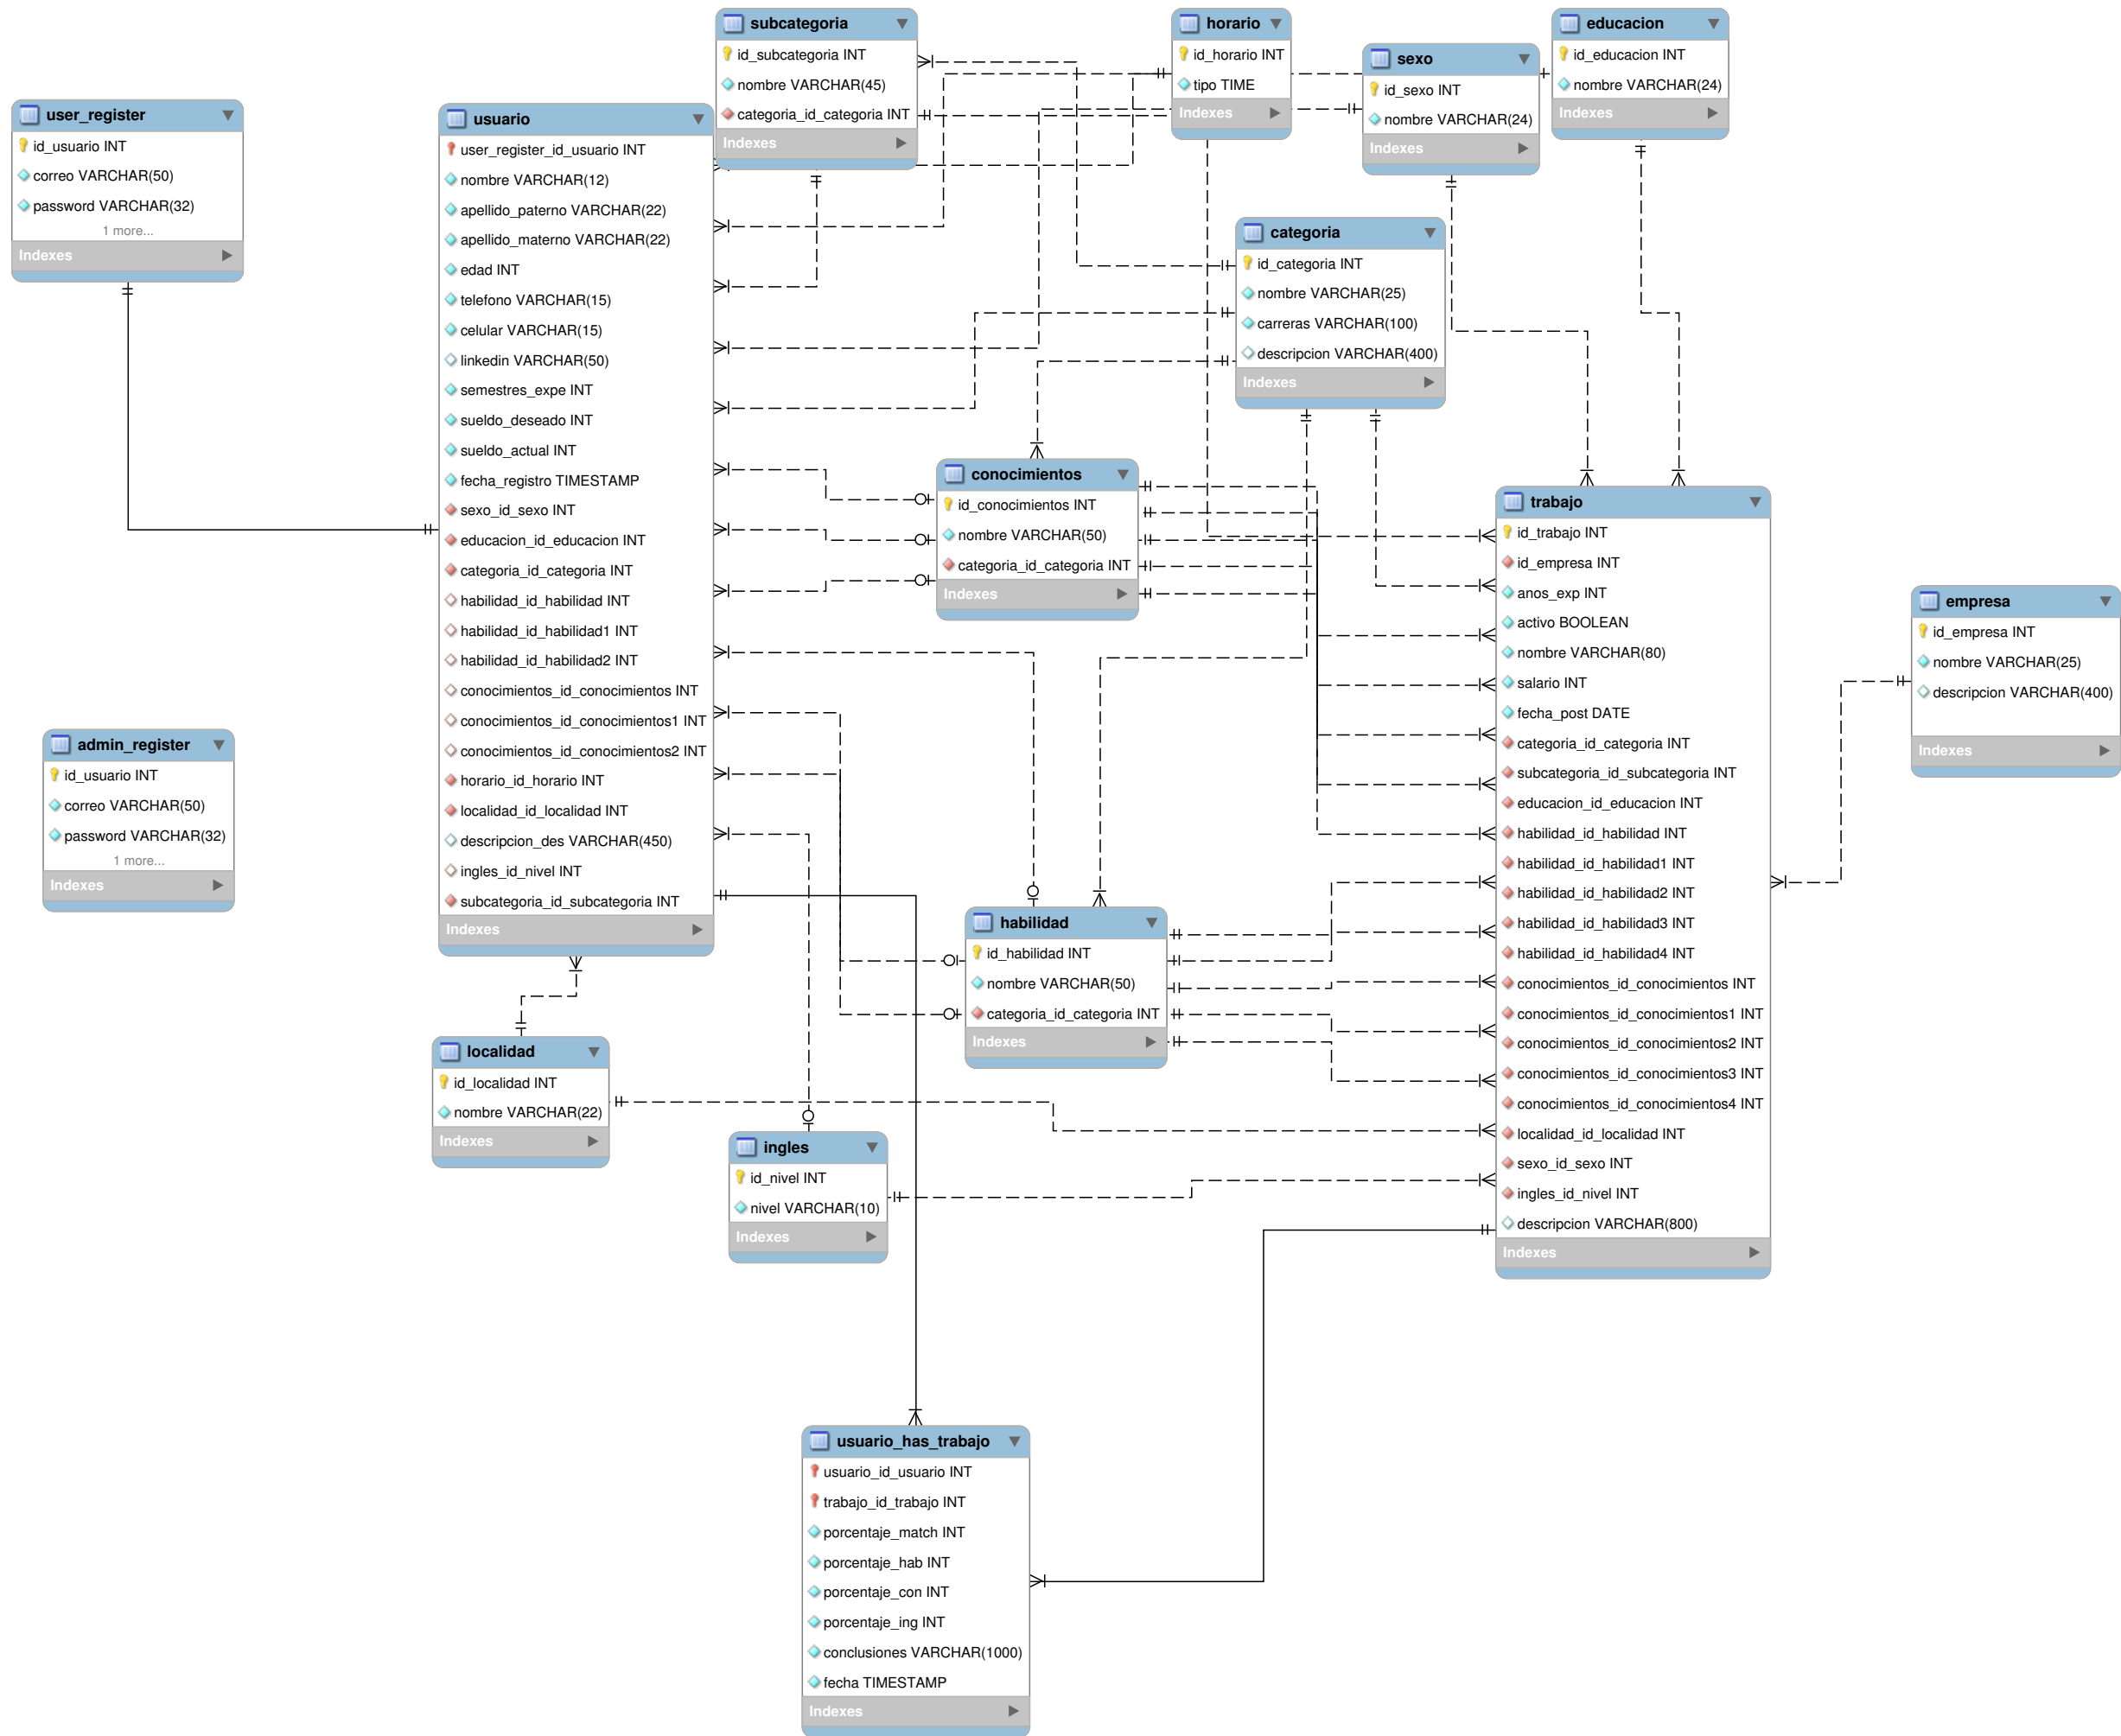 subcategoria
id_subcategoria INT
nombre VARCHAR(45)
categoria_id_categoria INT
Indexes
horario
id_horario INT
tipo TIME
Indexes
sexo
id_sexo INT
nombre VARCHAR(24)
Indexes
educacion
id_educacion INT
nombre VARCHAR(24)
Indexes
user_register
id_usuario INT
correo VARCHAR(50)
password VARCHAR(32)
1 more...
Indexes
usuario
user_register_id_usuario INT
nombre VARCHAR(12)
apellido_paterno VARCHAR(22)
apellido_materno VARCHAR(22)
edad INT
telefono VARCHAR(15)
celular VARCHAR(15)
linkedin VARCHAR(50)
semestres_expe INT
sueldo_deseado INT
sueldo_actual INT
fecha_registro TIMESTAMP
sexo_id_sexo INT
educacion_id_educacion INT
categoria_id_categoria INT
habilidad_id_habilidad INT
habilidad_id_habilidad1 INT
habilidad_id_habilidad2 INT
conocimientos_id_conocimientos INT
conocimientos_id_conocimientos1 INT
conocimientos_id_conocimientos2 INT
horario_id_horario INT
localidad_id_localidad INT
descripcion_des VARCHAR(450)
ingles_id_nivel INT
subcategoria_id_subcategoria INT
Indexes
categoria
id_categoria INT
nombre VARCHAR(25)
carreras VARCHAR(100)
descripcion VARCHAR(400)
Indexes
conocimientos
id_conocimientos INT
nombre VARCHAR(50)
categoria_id_categoria INT
Indexes
trabajo
id_trabajo INT
id_empresa INT
anos_exp INT
activo BOOLEAN
nombre VARCHAR(80)
salario INT
fecha_post DATE
categoria_id_categoria INT
subcategoria_id_subcategoria INT
educacion_id_educacion INT
habilidad_id_habilidad INT
habilidad_id_habilidad1 INT
habilidad_id_habilidad2 INT
habilidad_id_habilidad3 INT
habilidad_id_habilidad4 INT
conocimientos_id_conocimientos INT
conocimientos_id_conocimientos1 INT
conocimientos_id_conocimientos2 INT
conocimientos_id_conocimientos3 INT
conocimientos_id_conocimientos4 INT
localidad_id_localidad INT
sexo_id_sexo INT
ingles_id_nivel INT
descripcion VARCHAR(800)
Indexes
empresa
id_empresa INT
nombre VARCHAR(25)
descripcion VARCHAR(400)
Indexes
admin_register
id_usuario INT
correo VARCHAR(50)
password VARCHAR(32)
1 more...
Indexes
habilidad
id_habilidad INT
nombre VARCHAR(50)
categoria_id_categoria INT
Indexes
localidad
id_localidad INT
nombre VARCHAR(22)
Indexes
ingles
id_nivel INT
nivel VARCHAR(10)
Indexes
usuario_has_trabajo
usuario_id_usuario INT
trabajo_id_trabajo INT
porcentaje_match INT
porcentaje_hab INT
porcentaje_con INT
porcentaje_ing INT
conclusiones VARCHAR(1000)
fecha TIMESTAMP
Indexes